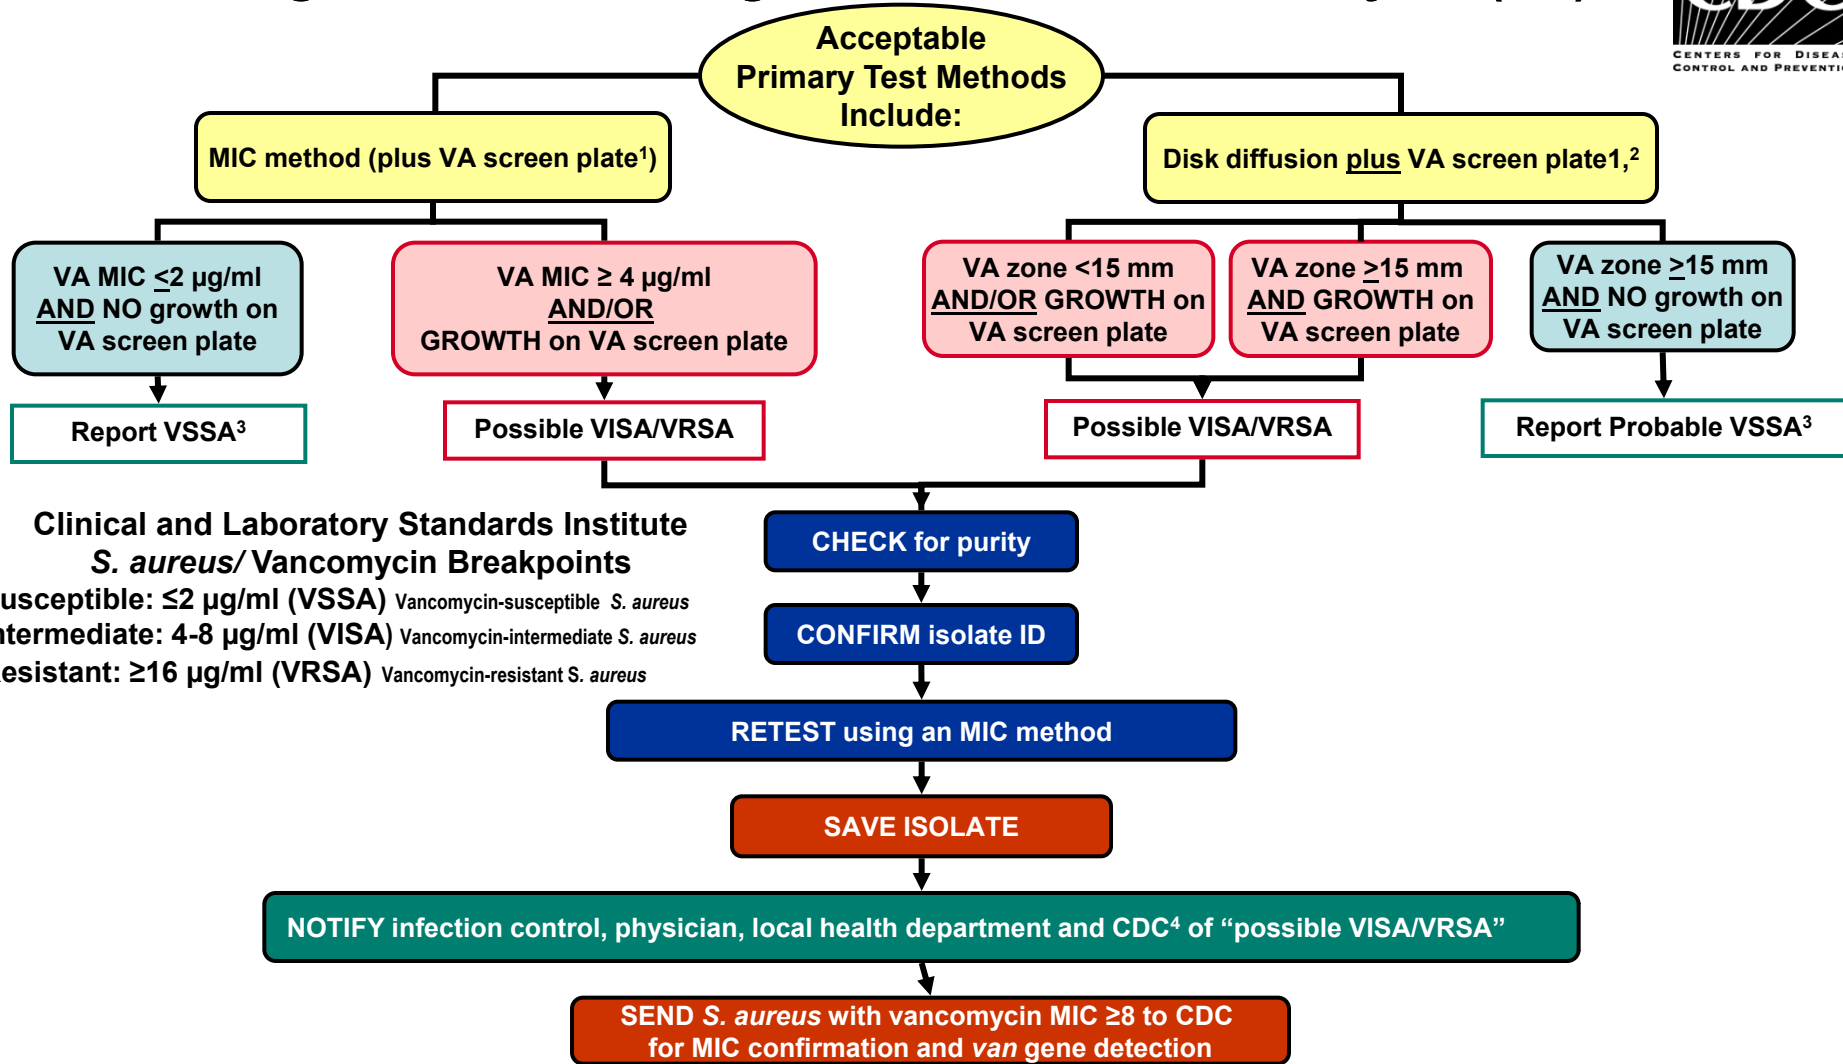 Acceptable
Primary Test Methods
Include:
CENTERS FOR DISEAS
CONTROL AND PREVENTI
MIC method (plus VA screen plate¹)
Disk diffusion plus VA screen plate1,²
VA MIC ≤2 µg/ml
AND NO growth on
VA screen plate
VA MIC ≥ 4 µg/ml
AND/OR
GROWTH on VA screen plate
VA zone <15 mm
AND/OR GROWTH on
VA screen plate
VA zone ≥15 mm
AND GROWTH on
VA screen plate
VA zone ≥15 mm
AND NO growth on
VA screen plate
Report VSSA³
Possible VISA/VRSA
Possible VISA/VRSA
Report Probable VSSA³
Clinical and Laboratory Standards Institute
S. aureus/ Vancomycin Breakpoints
usceptible: ≤2 µg/ml (VSSA) Vancomycin-susceptible S. aureus
ntermediate: 4-8 µg/ml (VISA) Vancomycin-intermediate S. aureus
esistant: ≥16 µg/ml (VRSA) Vancomycin-resistant S. aureus
CHECK for purity
CONFIRM isolate ID
RETEST using an MIC method
SAVE ISOLATE
NOTIFY infection control, physician, local health department and CDC⁴ of “possible VISA/VRSA”
SEND S. aureus with vancomycin MIC ≥8 to CDC
for MIC confirmation and van gene detection